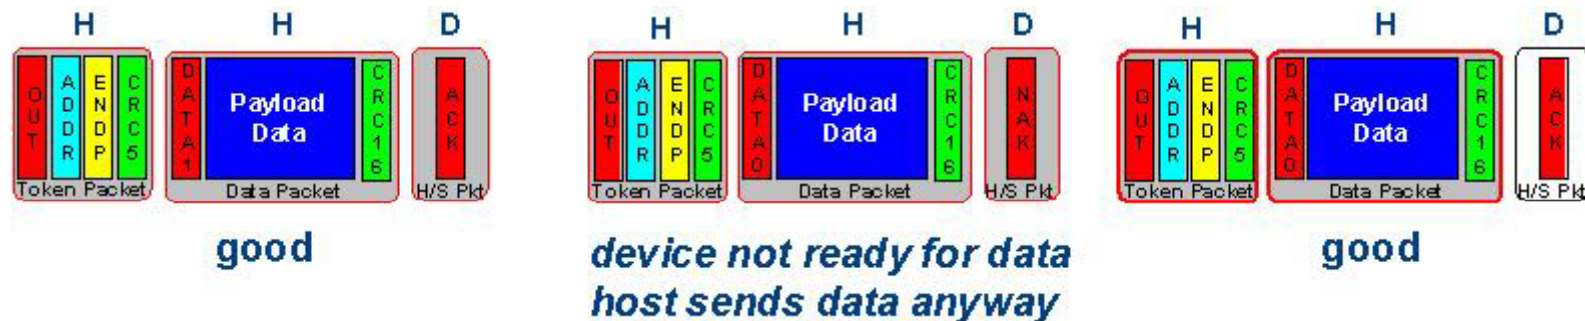 H H D
OUT ADDR ENDP CRC5 DATA1 Payload Data CRC16 ACK
Token Packet Data Packet H/S Pkt
good
H H D
OUT ADDR ENDP CRC5 DATA0 Payload Data CRC16 NAK
Token Packet Data Packet H/S Pkt
device not ready for data
host sends data anyway
H H D
OUT ADDR ENDP CRC5 DATA0 Payload Data CRC16 ACK
Token Packet Data Packet H/S Pkt
good